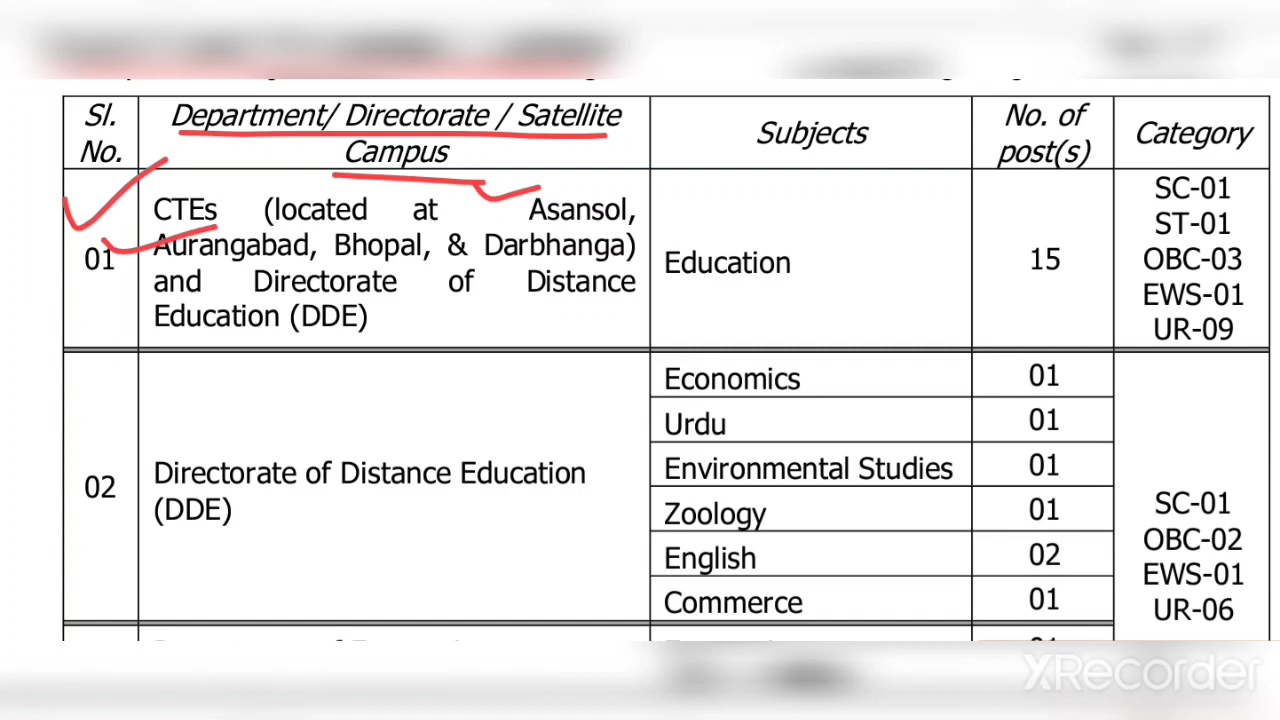 Sl. No.
Department/ Directorate / Satellite Campus
Subjects
No. of post(s)
Category
01
CTEs (located at Asansol,
Aurangabad, Bhopal, & Darbhanga)
and Directorate of Distance
Education (DDE)
Education
15
SC-01
ST-01
OBC-03
EWS-01
UR-09
02
Directorate of Distance Education
(DDE)
Economics 01
Urdu 01
Environmental Studies 01
Zoology 01
English 02
Commerce 01
SC-01
OBC-02
EWS-01
UR-06
XRecorder